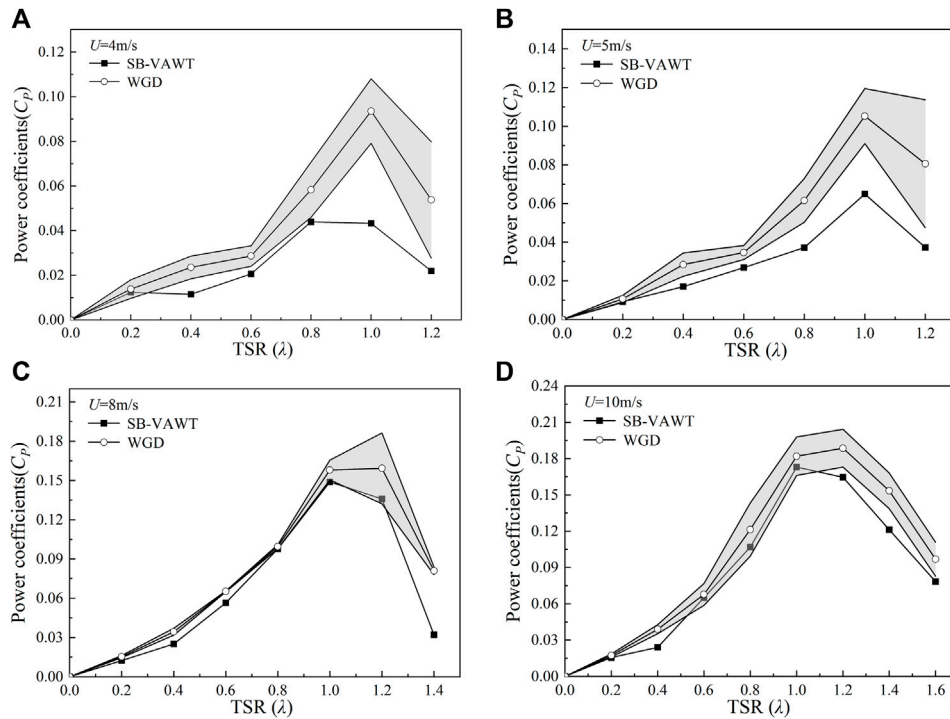 A
U=4m/s
SB-VAWT
WGD
Power coefficients(C_P)
0.12
0.10
0.08
0.06
0.04
0.02
0.00
0.0 0.2 0.4 0.6 0.8 1.0 1.2
TSR (λ)
B
U=5m/s
SB-VAWT
WGD
Power coefficients(C_P)
0.14
0.12
0.10
0.08
0.06
0.04
0.02
0.00
0.0 0.2 0.4 0.6 0.8 1.0 1.2
TSR (λ)
C
U=8m/s
SB-VAWT
WGD
Power coefficients(C_P)
0.21
0.18
0.15
0.12
0.09
0.06
0.03
0.00
0.0 0.2 0.4 0.6 0.8 1.0 1.2 1.4
TSR (λ)
D
U=10m/s
SB-VAWT
WGD
Power coefficients(C_P)
0.24
0.21
0.18
0.15
0.12
0.09
0.06
0.03
0.00
0.0 0.2 0.4 0.6 0.8 1.0 1.2 1.4 1.6
TSR (λ)